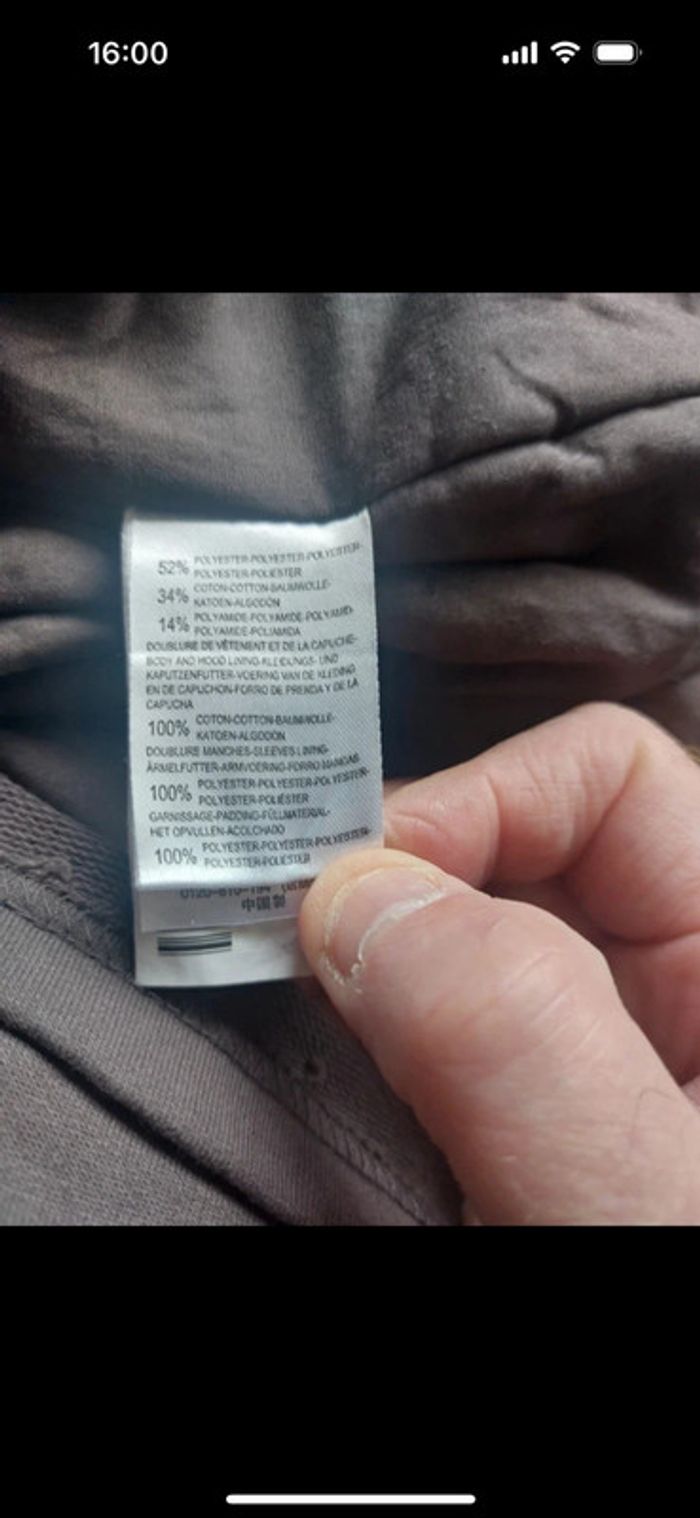 16:00
52% POLYESTER-POLYESTER-POLYESTER-
POLYESTER-POLIESTER
34% COTON-COTTON-BAUMWOLLE-
KATOEN-ALGODÓN
14% POLYAMIDE-POLYAMIDE-POLYAMID-
POLYAMIDE-POLIAMIDA
DOUBLURE DE VÊTEMENT ET DE LA CAPUCHE-
BODY AND HOOD LINING-KLEIDUNGS- UND
KAPUTZENFUTTER-VOERING VAN DE KLEDING
EN DE CAPUCHON-FORRO DE PRENDA Y DE LA
CAPUCHA
100% COTON-COTTON-BAUMWOLLE-
KATOEN-ALGODÓN
DOUBLURE MANCHES-SLEEVES LINING-
ÄRMELFUTTER-ARMVOERING-FORRO MANGAS
100% POLYESTER-POLYESTER-POLYESTER-
POLYESTER-POLIÉSTER
GARNISSAGE-PADDING-FÜLLMATERIAL-
HET OPVULLEN-ACOLCHADO
100% POLYESTER-POLYESTER-POLYESTER-
POLYESTER-POLIESTER
中国